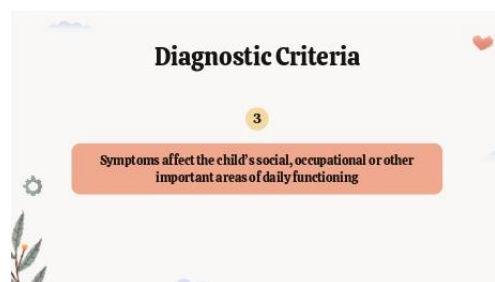 Diagnostic Criteria
3
Symptoms affect the child's social, occupational or other
important areas of daily functioning